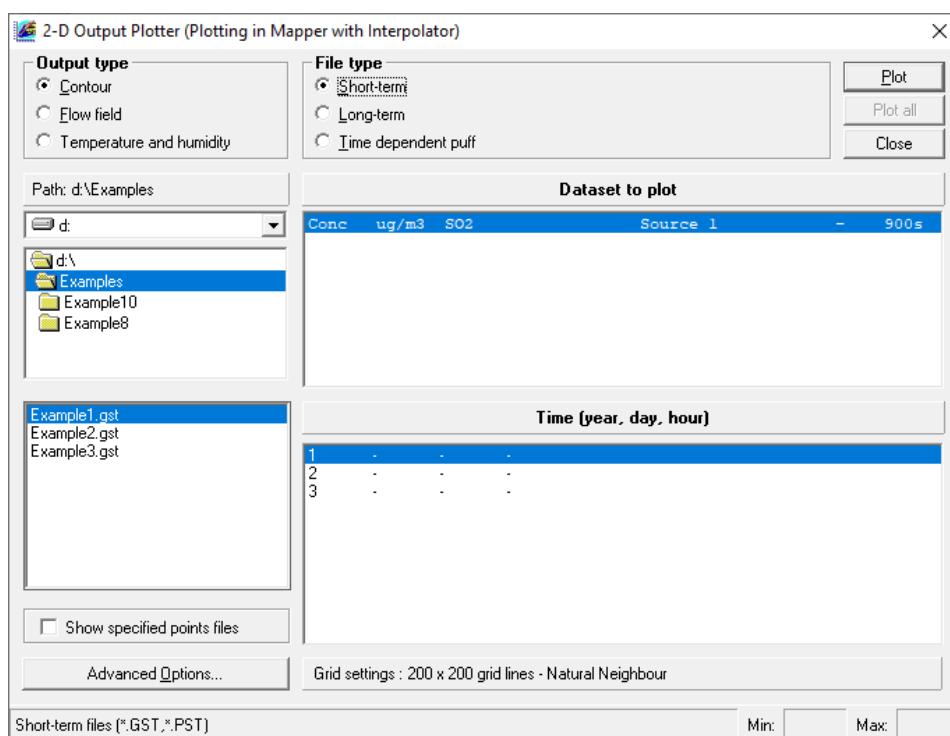 2-D Output Plotter (Plotting in Mapper with Interpolator)
Output type
Contour
Flow field
Temperature and humidity
File type
Short-term
Long-term
Time dependent puff
Plot
Plot all
Close
Path: d:\Examples
d:
d:\
Examples
Example10
Example8
Dataset to plot
Conc ug/m3 SO2 Source 1 - 900s
Example1.gst
Example2.gst
Example3.gst
Time (year, day, hour)
1 - - -
2 - - -
3 - - -
Show specified points files
Advanced Options...
Grid settings : 200 x 200 grid lines - Natural Neighbour
Short-term files (*.GST,*.PST)
Min:
Max: